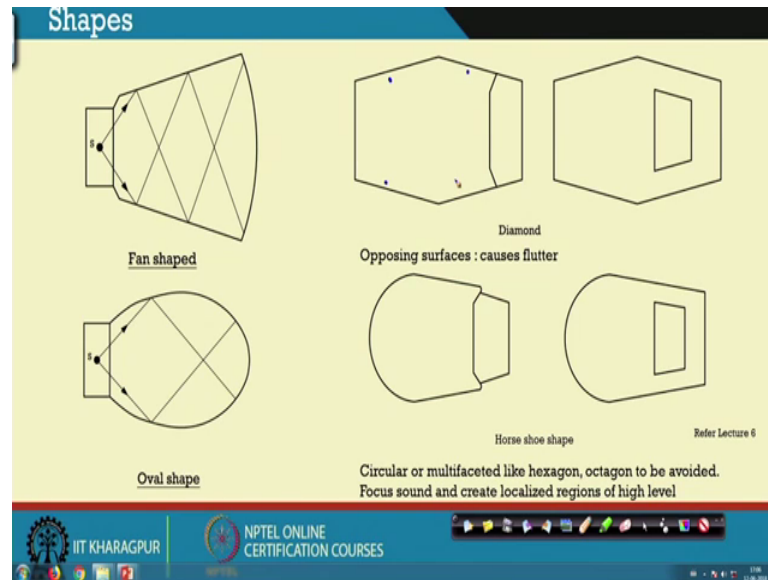 Shapes
S
Fan shaped
Diamond
Opposing surfaces : causes flutter
S
Oval shape
Horse shoe shape
Refer Lecture 6
Circular or multifaceted like hexagon, octagon to be avoided.
Focus sound and create localized regions of high level
IIT KHARAGPUR
NPTEL ONLINE
CERTIFICATION COURSES